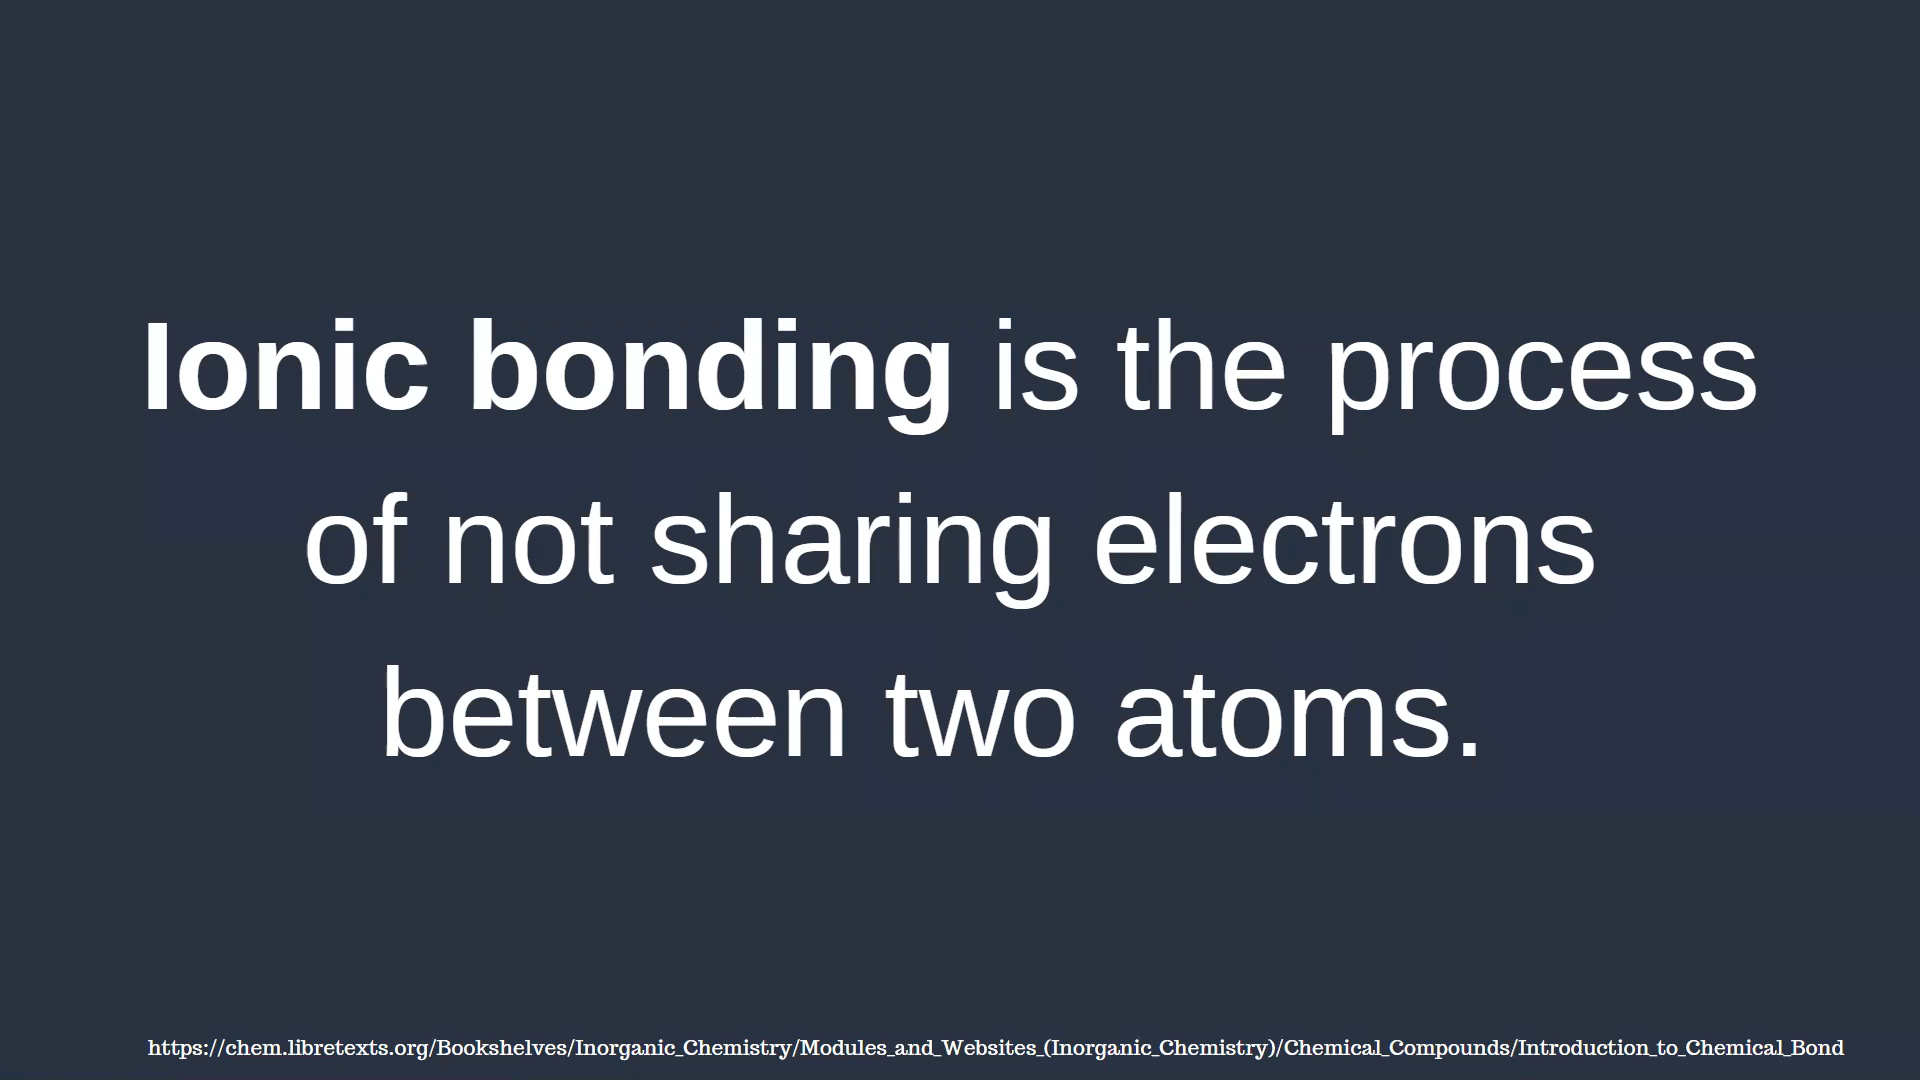 Ionic bonding is the process
of not sharing electrons
between two atoms.
https://chem.libretexts.org/Bookshelves/Inorganic_Chemistry/Modules_and_Websites_(Inorganic_Chemistry)/Chemical_Compounds/Introduction_to_Chemical_Bond